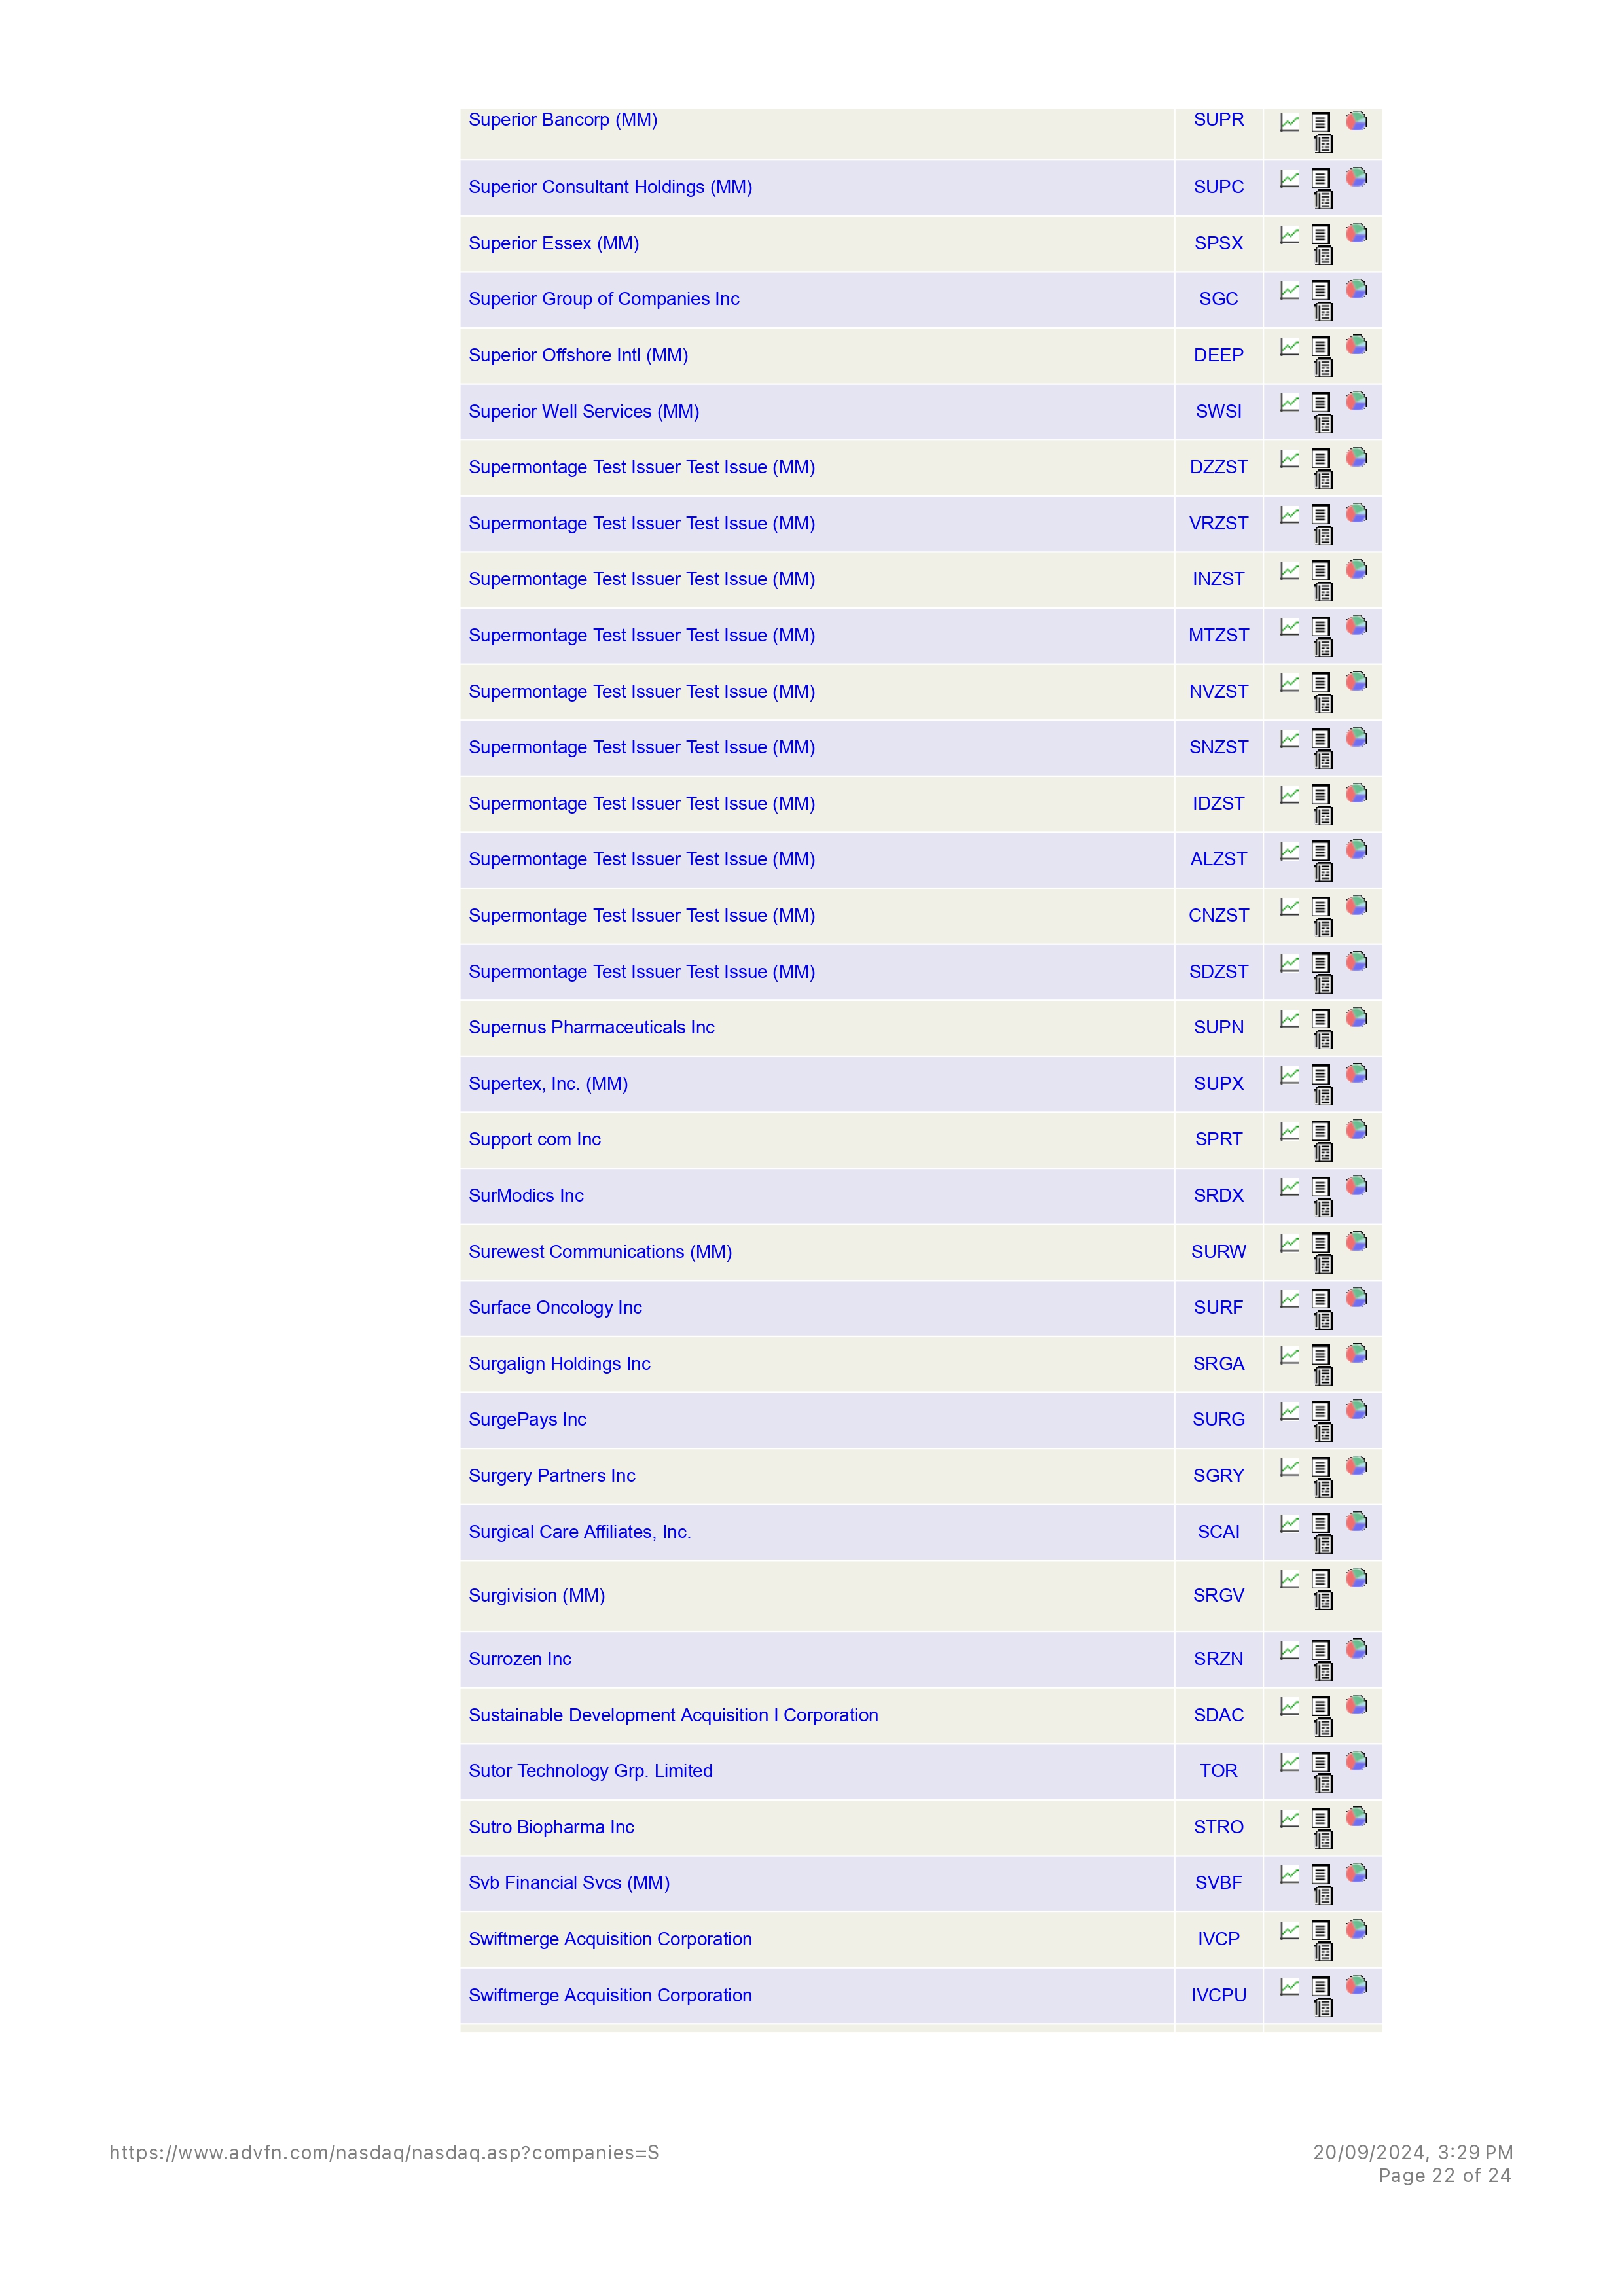 Superior Bancorp (MM) SUPR
Superior Consultant Holdings (MM) SUPC
Superior Essex (MM) SPSX
Superior Group of Companies Inc SGC
Superior Offshore Intl (MM) DEEP
Superior Well Services (MM) SWSI
Supermontage Test Issuer Test Issue (MM) DZZST
Supermontage Test Issuer Test Issue (MM) VRZST
Supermontage Test Issuer Test Issue (MM) INZST
Supermontage Test Issuer Test Issue (MM) MTZST
Supermontage Test Issuer Test Issue (MM) NVZST
Supermontage Test Issuer Test Issue (MM) SNZST
Supermontage Test Issuer Test Issue (MM) IDZST
Supermontage Test Issuer Test Issue (MM) ALZST
Supermontage Test Issuer Test Issue (MM) CNZST
Supermontage Test Issuer Test Issue (MM) SDZST
Supernus Pharmaceuticals Inc SUPN
Supertex, Inc. (MM) SUPX
Support com Inc SPRT
SurModics Inc SRDX
Surewest Communications (MM) SURW
Surface Oncology Inc SURF
Surgalign Holdings Inc SRGA
SurgePays Inc SURG
Surgery Partners Inc SGRY
Surgical Care Affiliates, Inc. SCAI
Surgivision (MM) SRGV
Surrozen Inc SRZN
Sustainable Development Acquisition I Corporation SDAC
Sutor Technology Grp. Limited TOR
Sutro Biopharma Inc STRO
Svb Financial Svcs (MM) SVBF
Swiftmerge Acquisition Corporation IVCP
Swiftmerge Acquisition Corporation IVCPU
https://www.advfn.com/nasdaq/nasdaq.asp?companies=S 20/09/2024, 3:29 PM
Page 22 of 24